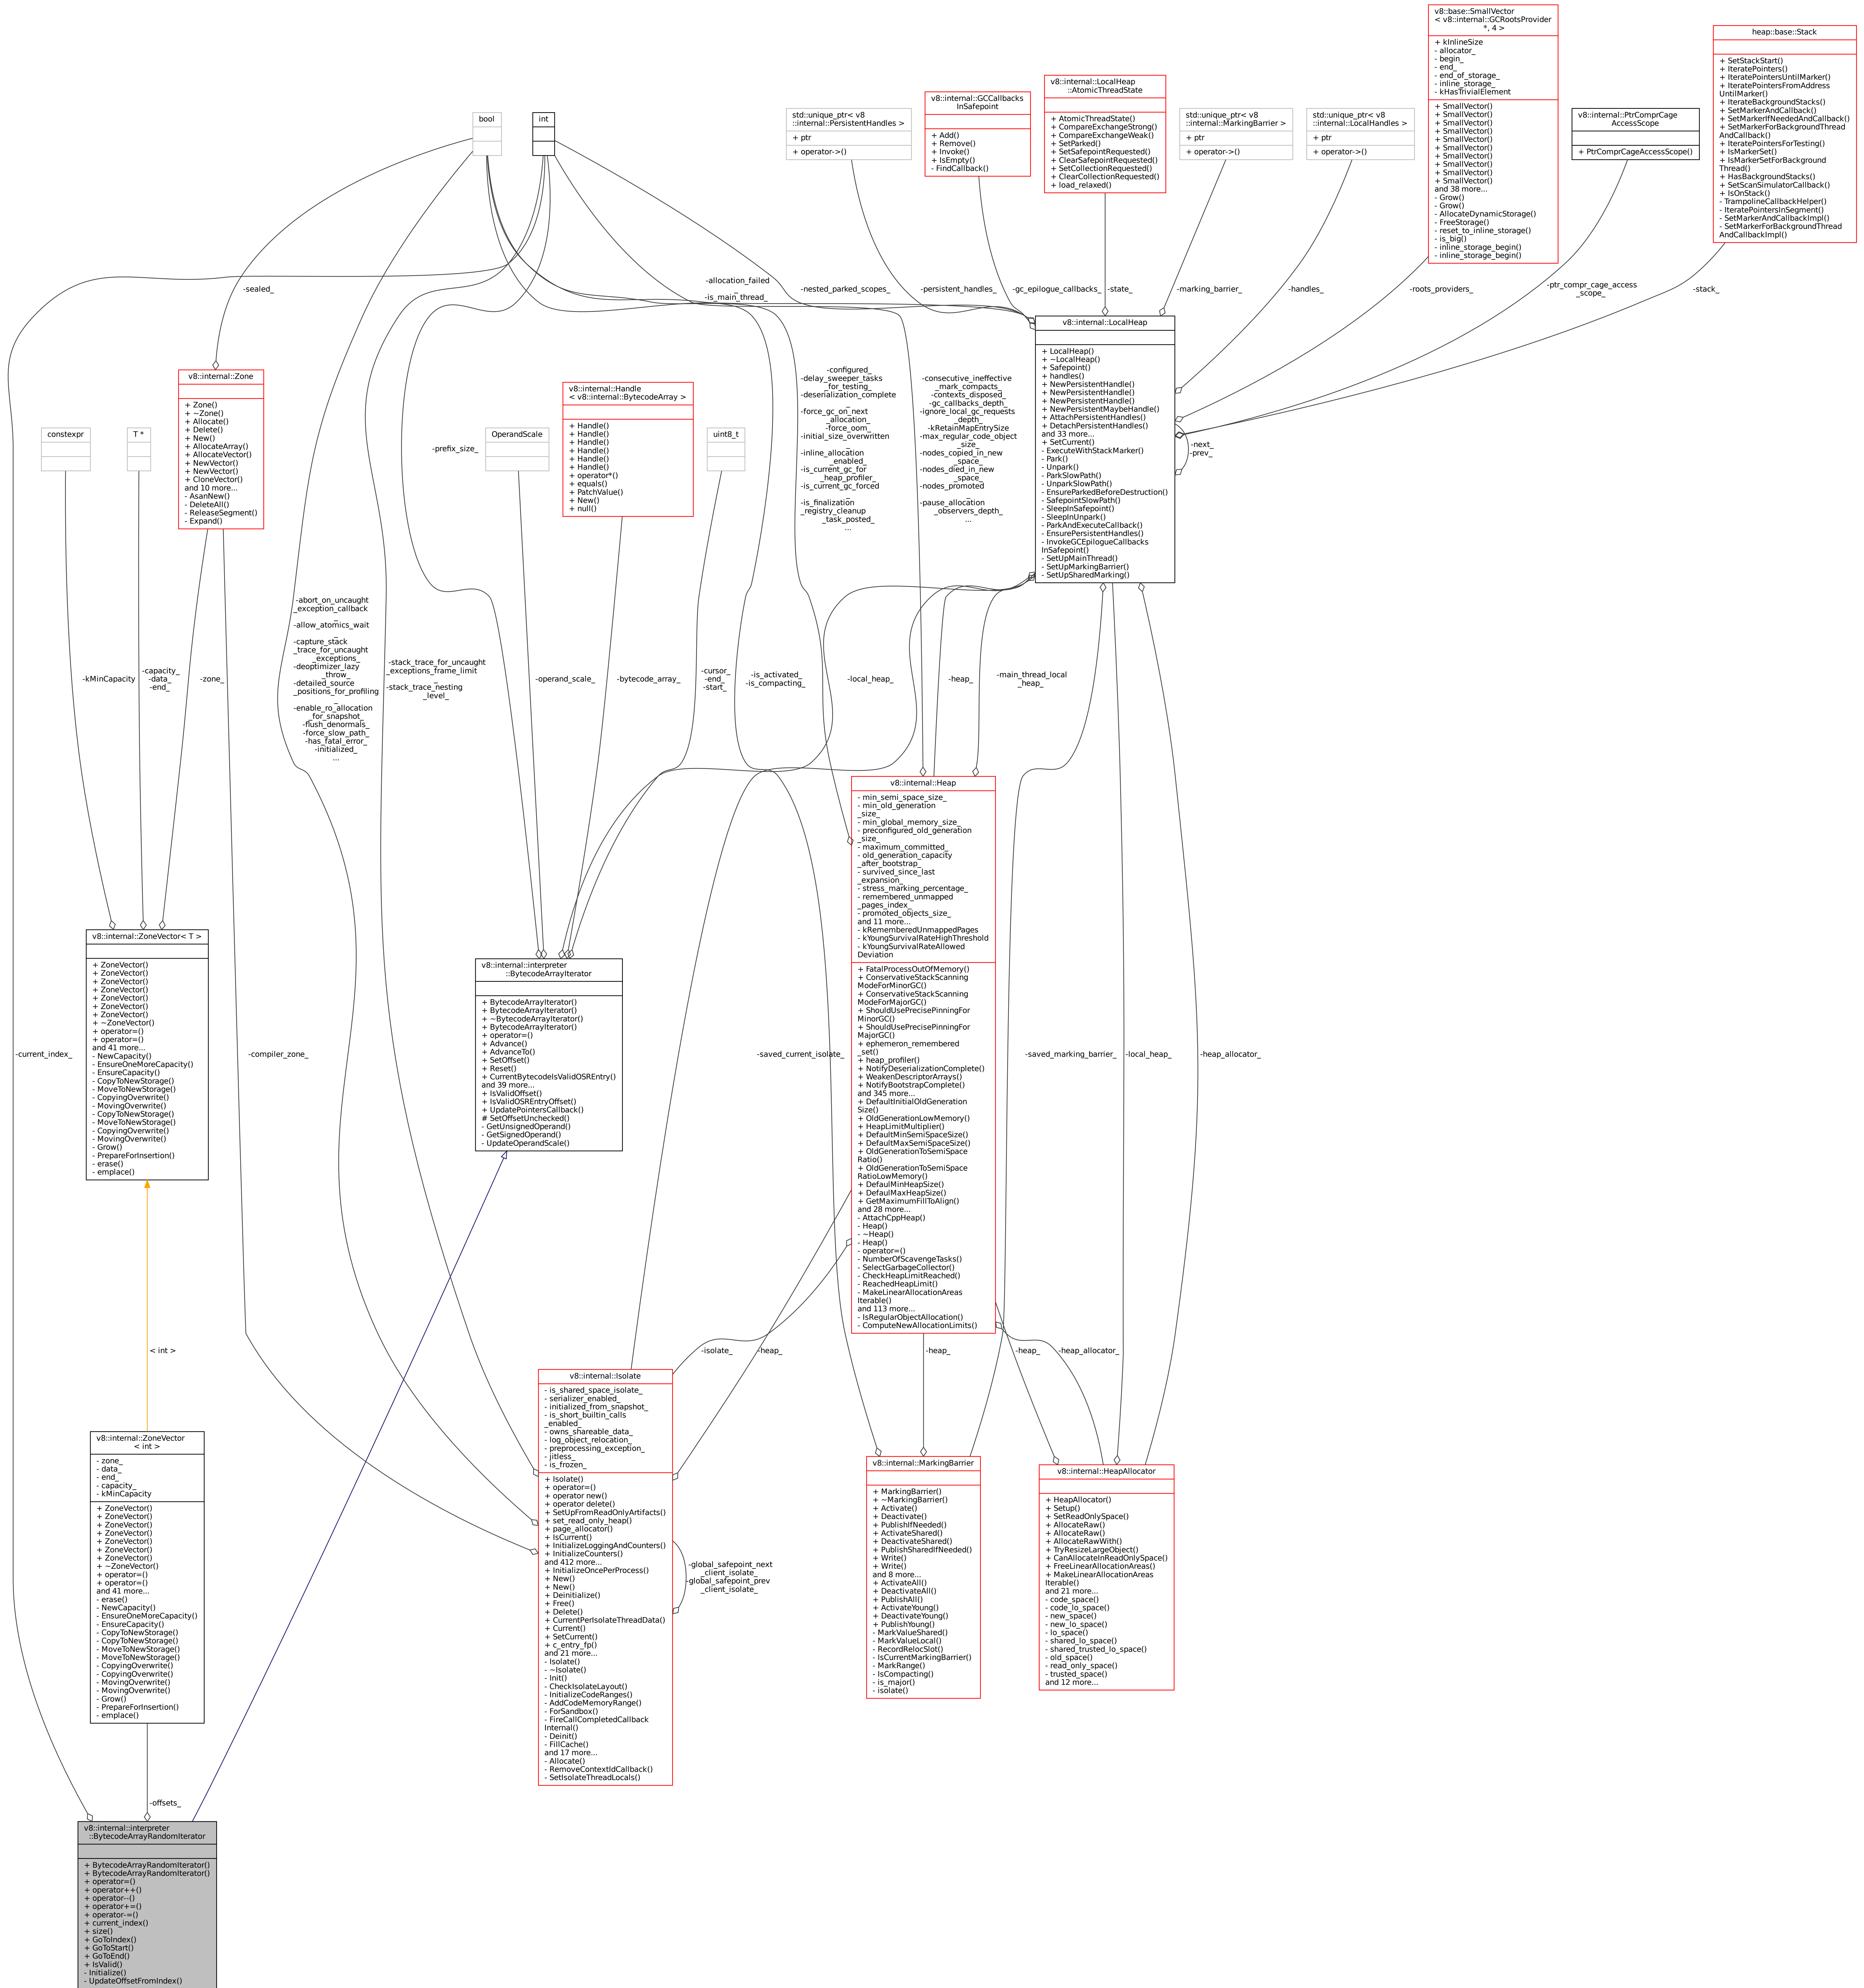 v8::base::SmallVector
< v8::internal::GCRootsProvider
*, 4 >
+ kInlineSize
- allocator_
- begin_
- end_
- end_of_storage_
- inline_storage_
- kHasTrivialElement
+ SmallVector()
+ SmallVector()
+ SmallVector()
+ SmallVector()
+ SmallVector()
+ SmallVector()
+ SmallVector()
+ SmallVector()
+ SmallVector()
+ SmallVector()
and 38 more...
- Grow()
- Grow()
- AllocateDynamicStorage()
- FreeStorage()
- reset_to_inline_storage()
- is_big()
- inline_storage_begin()
- inline_storage_begin()
heap::base::Stack
+ SetStackStart()
+ IteratePointers()
+ IteratePointersUntilMarker()
+ IteratePointersFromAddress
UntilMarker()
+ IterateBackgroundStacks()
+ SetMarkerAndCallback()
+ SetMarkerIfNeededAndCallback()
+ SetMarkerForBackgroundThread
AndCallback()
+ IteratePointersForTesting()
+ IsMarkerSet()
+ IsMarkerSetForBackground
Thread()
+ HasBackgroundStacks()
+ SetScanSimulatorCallback()
+ IsOnStack()
- TrampolineCallbackHelper()
- IteratePointersInSegment()
- SetMarkerAndCallbackImpl()
- SetMarkerForBackgroundThread
AndCallbackImpl()
bool
int
std::unique_ptr< v8
::internal::PersistentHandles >
+ ptr
+ operator->()
v8::internal::GCCallbacks
InSafepoint
+ Add()
+ Remove()
+ Invoke()
+ IsEmpty()
- FindCallback()
v8::internal::LocalHeap
::AtomicThreadState
+ AtomicThreadState()
+ CompareExchangeStrong()
+ CompareExchangeWeak()
+ SetParked()
+ SetSafepointRequested()
+ ClearSafepointRequested()
+ SetCollectionRequested()
+ ClearCollectionRequested()
+ load_relaxed()
std::unique_ptr< v8
::internal::MarkingBarrier >
+ ptr
+ operator->()
std::unique_ptr< v8
::internal::LocalHandles >
+ ptr
+ operator->()
v8::internal::PtrComprCage
AccessScope
+ PtrComprCageAccessScope()
-sealed_
-allocation_failed
_
-is_main_thread_
-nested_parked_scopes_
-persistent_handles_
-gc_epilogue_callbacks_
-state_
-marking_barrier_
-handles_
-roots_providers_
-ptr_compr_cage_access
_scope_
-stack_
v8::internal::LocalHeap
+ LocalHeap()
+ ~LocalHeap()
+ Safepoint()
+ handles()
+ NewPersistentHandle()
+ NewPersistentHandle()
+ NewPersistentHandle()
+ NewPersistentMaybeHandle()
+ AttachPersistentHandles()
+ DetachPersistentHandles()
and 33 more...
+ SetCurrent()
- ExecuteWithStackMarker()
- Park()
- Unpark()
- ParkSlowPath()
- UnparkSlowPath()
- EnsureParkedBeforeDestruction()
- SafepointSlowPath()
- SleepInSafepoint()
- SleepInUnpark()
- ParkAndExecuteCallback()
- EnsurePersistentHandles()
- InvokeGCEpilogueCallbacks
InSafepoint()
- SetUpMainThread()
- SetUpMarkingBarrier()
- SetUpSharedMarking()
-next_
-prev_
v8::internal::Zone
+ Zone()
+ ~Zone()
+ Allocate()
+ Delete()
+ New()
+ AllocateArray()
+ AllocateVector()
+ NewVector()
+ NewVector()
+ CloneVector()
and 10 more...
- AsanNew()
- DeleteAll()
- ReleaseSegment()
- Expand()
constexpr
T *
-prefix_size_
OperandScale
v8::internal::Handle
< v8::internal::BytecodeArray >
+ Handle()
+ Handle()
+ Handle()
+ Handle()
+ Handle()
+ Handle()
+ operator*()
+ equals()
+ PatchValue()
+ New()
+ null()
uint8_t
-configured_
-delay_sweeper_tasks
_for_testing_
-deserialization_complete
_
-force_gc_on_next
_allocation_
-force_oom_
-initial_size_overwritten
_
-inline_allocation
_enabled_
-is_current_gc_for
_heap_profiler_
-is_current_gc_forced
_
-is_finalization
_registry_cleanup
_task_posted_
...
-consecutive_ineffective
_mark_compacts_
-contexts_disposed_
-gc_callbacks_depth_
-ignore_local_gc_requests
_depth_
-kRetainMapEntrySize
-max_regular_code_object
_size_
-nodes_copied_in_new
_space_
-nodes_died_in_new
_space_
-nodes_promoted
_
-pause_allocation
_observers_depth_
...
-kMinCapacity
-capacity_
-data_
-end_
-zone_
-abort_on_uncaught
_exception_callback
_
-allow_atomics_wait
_
-capture_stack
_trace_for_uncaught
_exceptions_
-deoptimizer_lazy
_throw_
-detailed_source
_positions_for_profiling
_
-enable_ro_allocation
_for_snapshot_
-flush_denormals_
-force_slow_path_
-has_fatal_error_
-initialized_
...
-stack_trace_for_uncaught
_exceptions_frame_limit
_
-stack_trace_nesting
_level_
-operand_scale_
-bytecode_array_
-cursor_
-end_
-start_
-is_activated_
-is_compacting_
-local_heap_
-heap_
-main_thread_local
_heap_
v8::internal::Heap
- min_semi_space_size_
- min_old_generation
_size_
- min_global_memory_size_
- preconfigured_old_generation
_size_
- maximum_committed_
- old_generation_capacity
_after_bootstrap_
- survived_since_last
_expansion_
- stress_marking_percentage_
- remembered_unmapped
_pages_index_
- promoted_objects_size_
and 11 more...
- kRememberedUnmappedPages
- kYoungSurvivalRateHighThreshold
- kYoungSurvivalRateAllowed
Deviation
+ FatalProcessOutOfMemory()
+ ConservativeStackScanning
ModeForMinorGC()
+ ConservativeStackScanning
ModeForMajorGC()
+ ShouldUsePrecisePinningFor
MinorGC()
+ ShouldUsePrecisePinningFor
MajorGC()
+ ephemeron_remembered
_set()
+ heap_profiler()
+ NotifyDeserializationComplete()
+ WeakenDescriptorArrays()
+ NotifyBootstrapComplete()
and 345 more...
+ DefaultInitialOldGeneration
Size()
+ OldGenerationLowMemory()
+ HeapLimitMultiplier()
+ DefaultMinSemiSpaceSize()
+ DefaultMaxSemiSpaceSize()
+ OldGenerationToSemiSpace
Ratio()
+ OldGenerationToSemiSpace
RatioLowMemory()
+ DefaulMinHeapSize()
+ DefaulMaxHeapSize()
+ GetMaximumFillToAlign()
and 28 more...
- AttachCppHeap()
- Heap()
- ~Heap()
- Heap()
- operator=()
- NumberOfScavengeTasks()
- SelectGarbageCollector()
- CheckHeapLimitReached()
- ReachedHeapLimit()
- MakeLinearAllocationAreas
Iterable()
and 113 more...
- IsRegularObjectAllocation()
- ComputeNewAllocationLimits()
v8::internal::ZoneVector< T >
+ ZoneVector()
+ ZoneVector()
+ ZoneVector()
+ ZoneVector()
+ ZoneVector()
+ ZoneVector()
+ ZoneVector()
+ ~ZoneVector()
+ operator=()
+ operator=()
and 41 more...
- NewCapacity()
- EnsureOneMoreCapacity()
- EnsureCapacity()
- CopyToNewStorage()
- MoveToNewStorage()
- CopyingOverwrite()
- MovingOverwrite()
- CopyToNewStorage()
- MoveToNewStorage()
- CopyingOverwrite()
- MovingOverwrite()
- Grow()
- PrepareForInsertion()
- erase()
- emplace()
v8::internal::interpreter
::BytecodeArrayIterator
+ BytecodeArrayIterator()
+ BytecodeArrayIterator()
+ ~BytecodeArrayIterator()
+ BytecodeArrayIterator()
+ operator=()
+ Advance()
+ AdvanceTo()
+ SetOffset()
+ Reset()
+ CurrentBytecodeIsValidOSREntry()
and 39 more...
+ IsValidOffset()
+ IsValidOSREntryOffset()
+ UpdatePointersCallback()
# SetOffsetUnchecked()
- GetUnsignedOperand()
- GetSignedOperand()
- UpdateOperandScale()
-current_index_
-compiler_zone_
-saved_current_isolate_
-saved_marking_barrier_
-local_heap_
-heap_allocator_
< int >
-isolate_
-heap_
-heap_
-heap_
-heap_allocator_
v8::internal::Isolate
- is_shared_space_isolate_
- serializer_enabled_
- initialized_from_snapshot_
- is_short_builtin_calls
_enabled_
- owns_shareable_data_
- log_object_relocation_
- preprocessing_exception_
- jitless_
- is_frozen_
+ Isolate()
+ operator=()
+ operator new()
+ operator delete()
+ SetUpFromReadOnlyArtifacts()
+ set_read_only_heap()
+ page_allocator()
+ IsCurrent()
+ InitializeLoggingAndCounters()
+ InitializeCounters()
and 412 more...
+ InitializeOncePerProcess()
+ New()
+ New()
+ Deinitialize()
+ Free()
+ Delete()
+ CurrentPerIsolateThreadData()
+ Current()
+ SetCurrent()
+ c_entry_fp()
and 21 more...
- Isolate()
- ~Isolate()
- Init()
- CheckIsolateLayout()
- InitializeCodeRanges()
- AddCodeMemoryRange()
- ForSandbox()
- FireCallCompletedCallback
Internal()
- Deinit()
- FillCache()
and 17 more...
- Allocate()
- RemoveContextIdCallback()
- SetIsolateThreadLocals()
-global_safepoint_next
_client_isolate_
-global_safepoint_prev
_client_isolate_
v8::internal::MarkingBarrier
+ MarkingBarrier()
+ ~MarkingBarrier()
+ Activate()
+ Deactivate()
+ PublishIfNeeded()
+ ActivateShared()
+ DeactivateShared()
+ PublishSharedIfNeeded()
+ Write()
+ Write()
and 8 more...
+ ActivateAll()
+ DeactivateAll()
+ PublishAll()
+ ActivateYoung()
+ DeactivateYoung()
+ PublishYoung()
- MarkValueShared()
- MarkValueLocal()
- RecordRelocSlot()
- IsCurrentMarkingBarrier()
- MarkRange()
- IsCompacting()
- is_major()
- isolate()
v8::internal::HeapAllocator
+ HeapAllocator()
+ Setup()
+ SetReadOnlySpace()
+ AllocateRaw()
+ AllocateRaw()
+ AllocateRawWith()
+ TryResizeLargeObject()
+ CanAllocateInReadOnlySpace()
+ FreeLinearAllocationAreas()
+ MakeLinearAllocationAreas
Iterable()
and 21 more...
- code_space()
- code_lo_space()
- new_space()
- new_lo_space()
- lo_space()
- shared_lo_space()
- shared_trusted_lo_space()
- old_space()
- read_only_space()
- trusted_space()
and 12 more...
v8::internal::ZoneVector
< int >
- zone_
- data_
- end_
- capacity_
- kMinCapacity
+ ZoneVector()
+ ZoneVector()
+ ZoneVector()
+ ZoneVector()
+ ZoneVector()
+ ZoneVector()
+ ZoneVector()
+ ~ZoneVector()
+ operator=()
+ operator=()
and 41 more...
- erase()
- NewCapacity()
- EnsureOneMoreCapacity()
- EnsureCapacity()
- CopyToNewStorage()
- CopyToNewStorage()
- MoveToNewStorage()
- MoveToNewStorage()
- CopyingOverwrite()
- CopyingOverwrite()
- MovingOverwrite()
- MovingOverwrite()
- Grow()
- PrepareForInsertion()
- emplace()
-offsets_
v8::internal::interpreter
::BytecodeArrayRandomIterator
+ BytecodeArrayRandomIterator()
+ BytecodeArrayRandomIterator()
+ operator=()
+ operator++()
+ operator--()
+ operator+=()
+ operator-=()
+ current_index()
+ size()
+ GoToIndex()
+ GoToStart()
+ GoToEnd()
+ IsValid()
- Initialize()
- UpdateOffsetFromIndex()